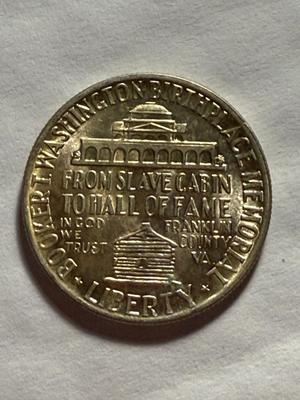 BOOKER T. WASHINGTON BIRTHPLACE MEMORIAL
FROM SLAVE CABIN
TO HALL OF FAME
IN GOD
WE
TRUST
FRANKLIN
COUNTY
VA.
LIBERTY